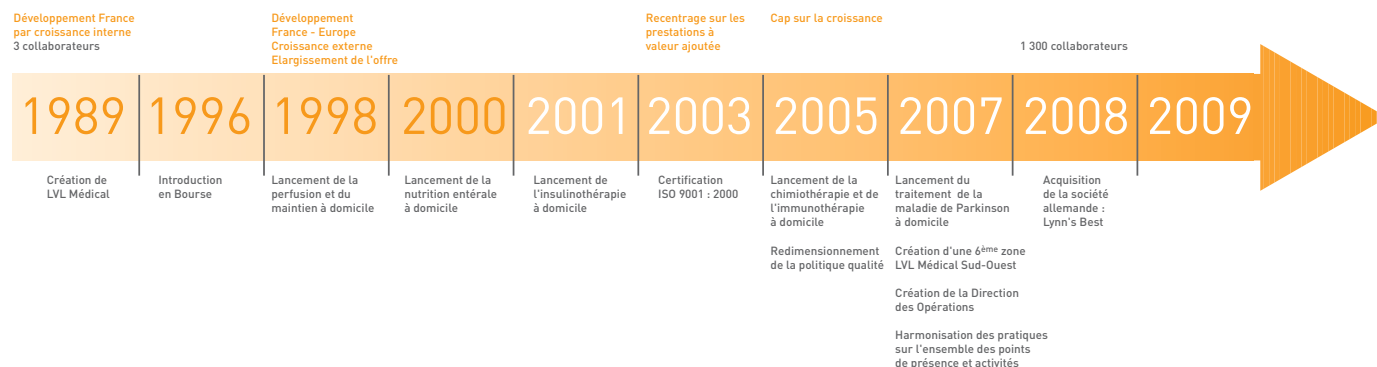 Développement France
par croissance interne
3 collaborateurs
Développement
France - Europe
Croissance externe
Elargissement de l'offre
Recentrage sur les
prestations à
valeur ajoutée
Cap sur la croissance
1 300 collaborateurs
1989
1996
1998
2000
2001
2003
2005
2007
2008
2009
Création de
LVL Médical
Introduction
en Bourse
Lancement de la
perfusion et du
maintien à domicile
Lancement de la
nutrition entérale
à domicile
Lancement de
l'insulinothérapie
à domicile
Certification
ISO 9001 : 2000
Lancement de la
chimiothérapie et de
l'immunothérapie
à domicile
Redimensionnement
de la politique qualité
Lancement du
traitement de la
maladie de Parkinson
à domicile
Création d'une 6ème zone
LVL Médical Sud-Ouest
Création de la Direction
des Opérations
Harmonisation des pratiques
sur l'ensemble des points
de présence et activités
Acquisition
de la société
allemande :
Lynn's Best